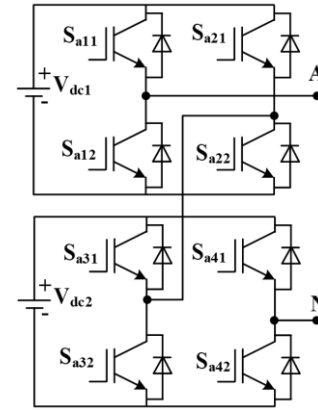 Sa11
Sa21
+
Vdc1
-
A
Sa12
Sa22
Sa31
Sa41
+
Vdc2
-
N
Sa32
Sa42